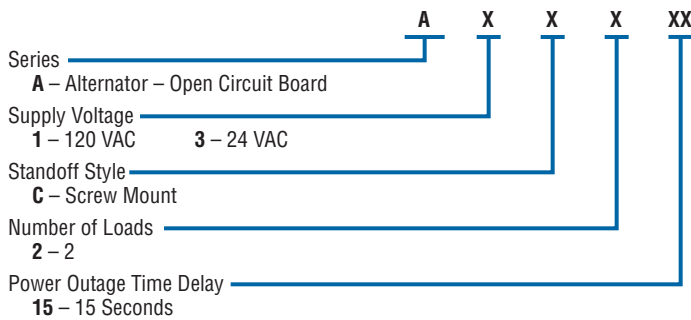 A X X X XX
Series
A – Alternator – Open Circuit Board
Supply Voltage
1 – 120 VAC 3 – 24 VAC
Standoff Style
C – Screw Mount
Number of Loads
2 – 2
Power Outage Time Delay
15 – 15 Seconds